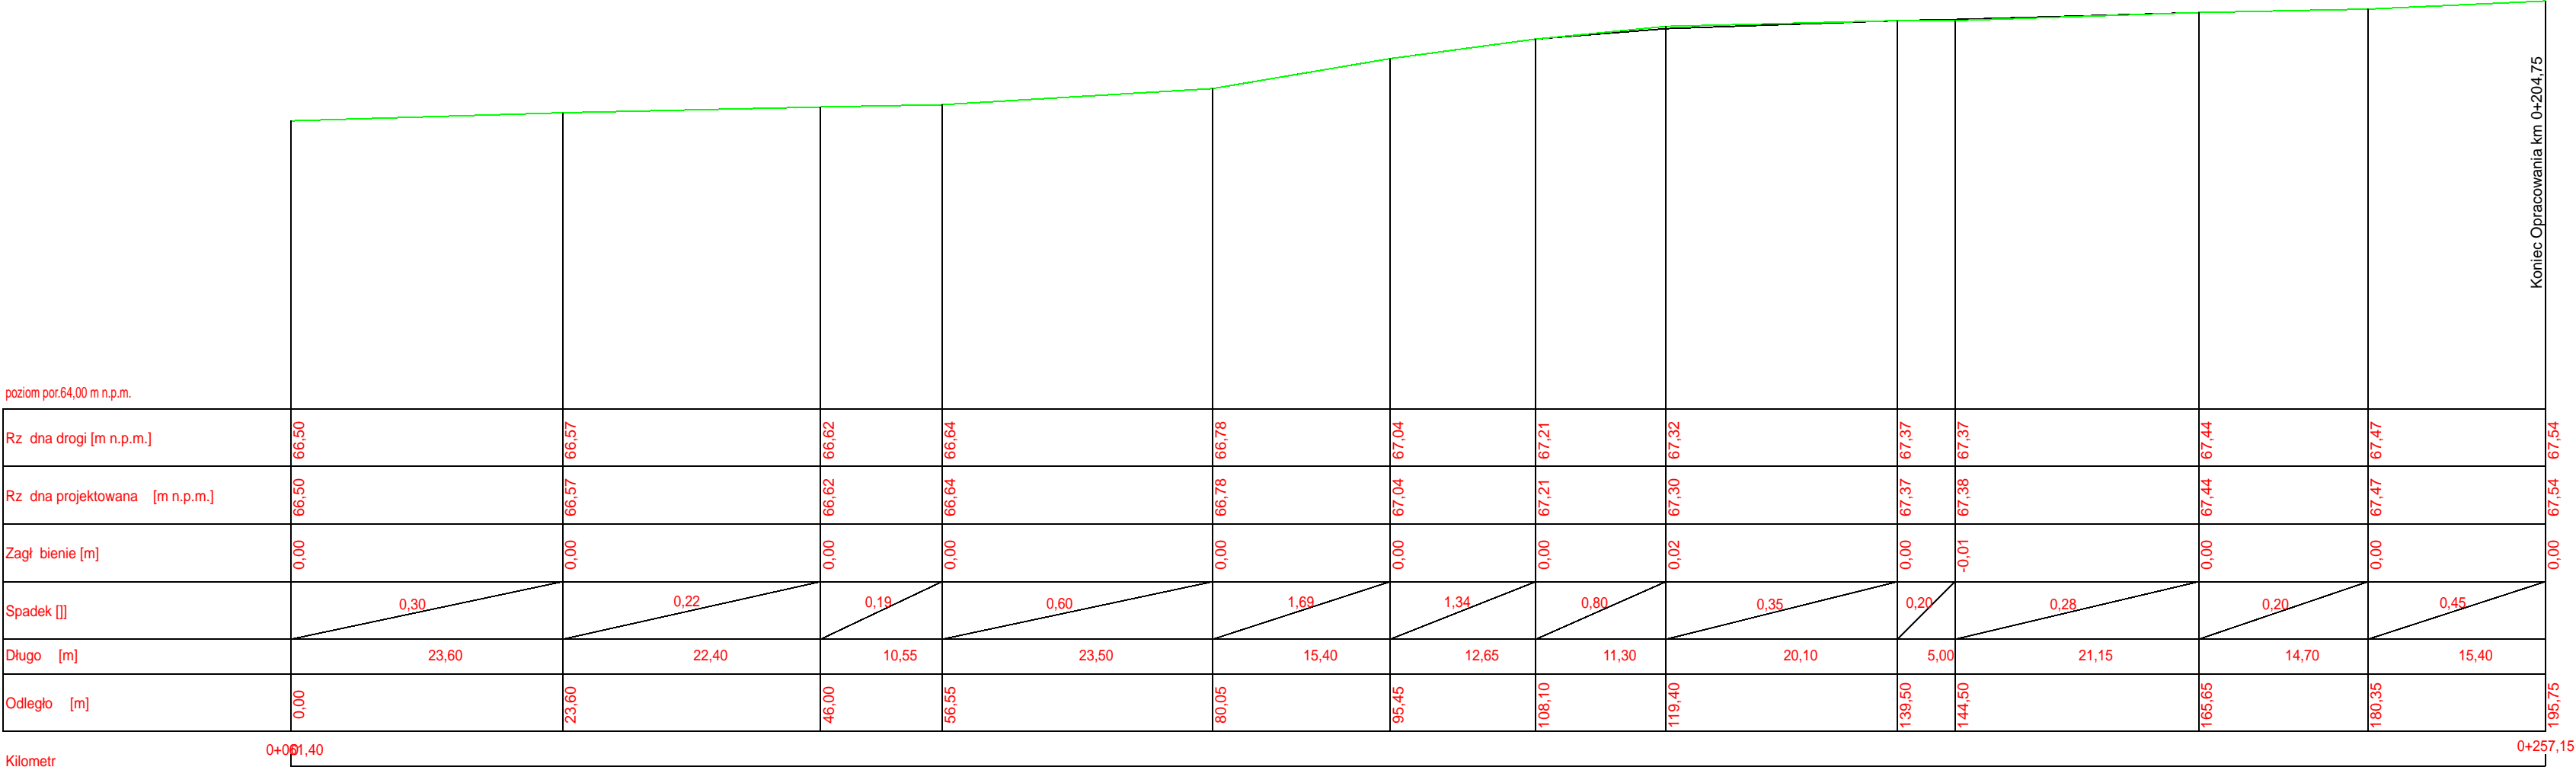 Koniec Opracowania km 0+204,75
poziom por.64,00 m n.p.m.
Rz dna drogi [m n.p.m.] 66,50 66,57 66,62 66,64 66,78 67,04 67,21 67,32 67,37 67,37 67,44 67,47 67,54
Rz dna projektowana [m n.p.m.] 66,50 66,57 66,62 66,64 66,78 67,04 67,21 67,30 67,37 67,38 67,44 67,47 67,54
Zagł bienie [m] 0,00 0,00 0,00 0,00 0,00 0,00 0,00 0,02 0,00 -0,01 0,00 0,00 0,00
Spadek []] 0,30 0,22 0,19 0,60 1,69 1,34 0,80 0,35 0,20 0,28 0,20 0,45
Długo [m] 23,60 22,40 10,55 23,50 15,40 12,65 11,30 20,10 5,00 21,15 14,70 15,40
Odległo [m] 0,00 23,60 46,00 56,55 80,05 95,45 108,10 119,40 139,50 144,50 165,65 180,35 195,75
0+257,15
Kilometr